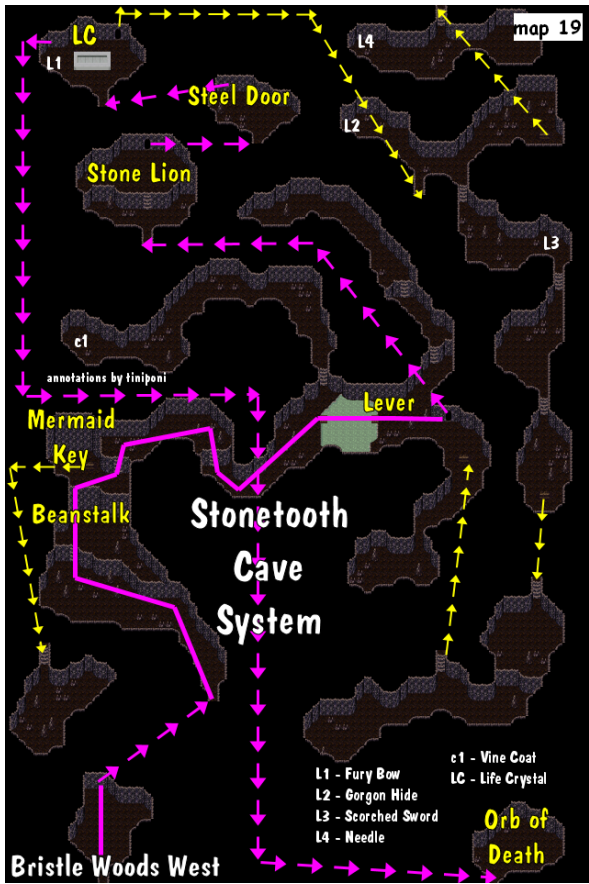 map 19
LC
L4
L1
Steel Door
L2
Stone Lion
L3
c1
annotations by tiniponi
Lever
Mermaid
Key
Beanstalk
Stonetooth
Cave
System
c1 - Vine Coat
LC - Life Crystal
L1 - Fury Bow
L2 - Gorgon Hide
L3 - Scorched Sword
L4 - Needle
Orb of
Death
Bristle Woods West